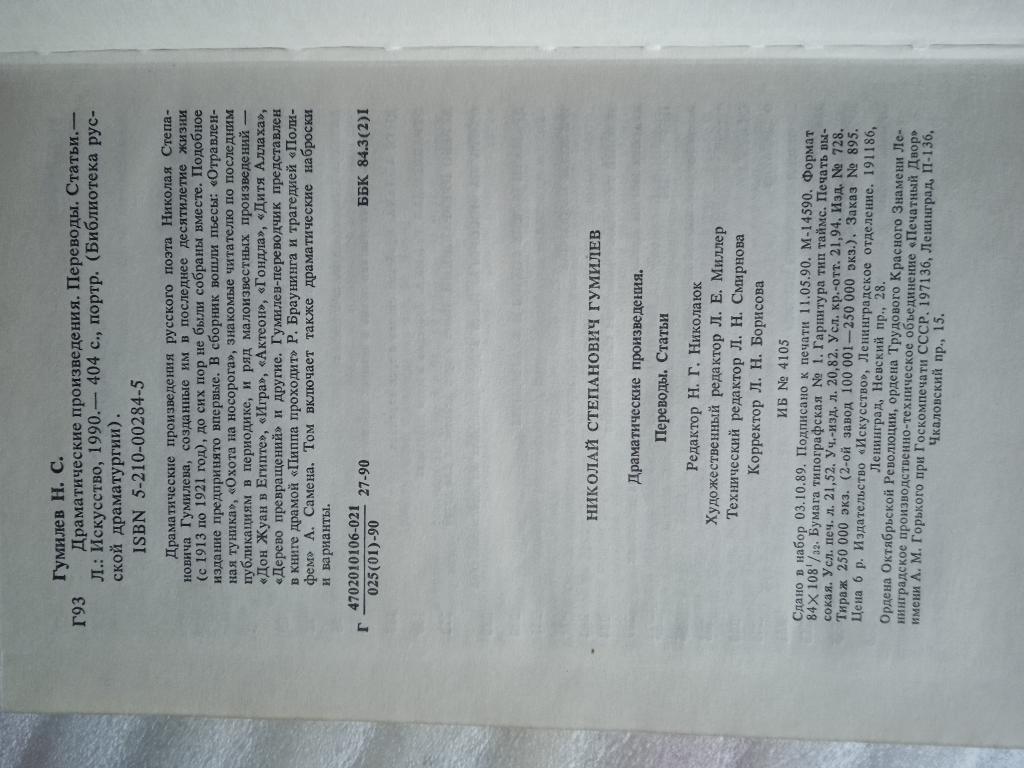 Гумилев Н. С.
Г93 Драматические произведения. Переводы. Статьи.—
Л.: Искусство, 1990.— 404 с., портр. (Библиотека рус-
ской драматургии).
ISBN 5-210-00284-5
Драматические произведения русского поэта Николая Степа-
новича Гумилева, созданные им в последнее десятилетие жизни
(с 1913 по 1921 год), до сих пор не были собраны вместе. Подобное
издание предпринято впервые. В сборник вошли пьесы: «Отравлен-
ная туника», «Охота на носорога», знакомые читателю по последним
публикациям в периодике, и ряд малоизвестных произведений —
«Дон Жуан в Египте», «Игра», «Актеон», «Гондла», «Дитя Аллаха»,
«Дерево превращений» и другие. Гумилев-переводчик представлен
в книге драмой «Пиппа проходит» Р. Браунинга и трагедией «Поли-
фем» А. Самена. Том включает также драматические наброски
и варианты.
Г 4702010106-021 / 025(01)-90 27-90 ББК 84.3(2)1
НИКОЛАЙ СТЕПАНОВИЧ ГУМИЛЕВ
Драматические произведения.
Переводы. Статьи
Редактор Н. Г. Николаюк
Художественный редактор Л. Е. Миллер
Технический редактор Л. Н. Смирнова
Корректор Л. Н. Борисова
ИБ № 4105
Сдано в набор 03.10.89. Подписано к печати 11.05.90. М-14590. Формат
84×108¹/32. Бумага типографская № 1. Гарнитура тип таймс. Печать вы-
сокая. Усл. печ. л. 21,52. Уч.-изд. л. 20,82. Усл. кр.-отт. 21,94. Изд. № 728.
Тираж 250 000 экз. (2-ой завод 100 001—250 000 экз.). Заказ № 895.
Цена 6 р. Издательство «Искусство», Ленинградское отделение. 191186,
Ленинград, Невский пр., 28.
Ордена Октябрьской Революции, ордена Трудового Красного Знамени Ле-
нинградское производственно-техническое объединение «Печатный Двор»
имени А. М. Горького при Госкомпечати СССР. 197136, Ленинград, П-136,
Чкаловский пр., 15.